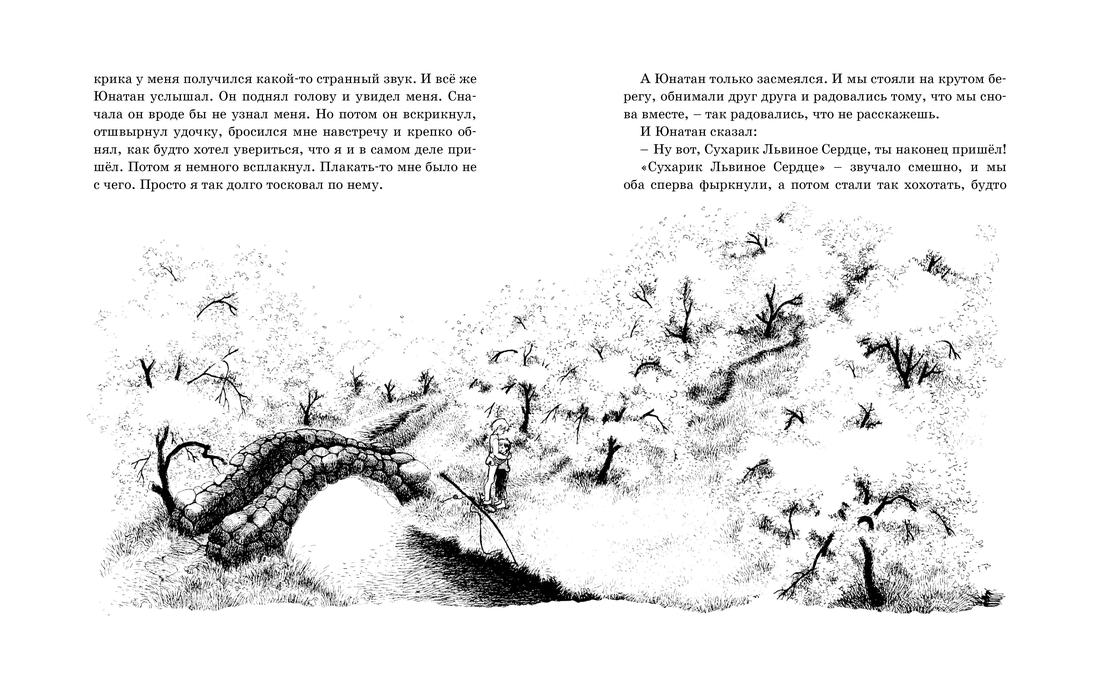 крика у меня получился какой-то странный звук. И всё же
Юнатан услышал. Он поднял голову и увидел меня. Сна-
чала он вроде бы не узнал меня. Но потом он вскрикнул,
отшвырнул удочку, бросился мне навстречу и крепко об-
нял, как будто хотел увериться, что я и в самом деле при-
шёл. Потом я немного всплакнул. Плакать-то мне было не
с чего. Просто я так долго тосковал по нему.
А Юнатан только засмеялся. И мы стояли на крутом бе-
регу, обнимали друг друга и радовались тому, что мы сно-
ва вместе, – так радовались, что не расскажешь.
И Юнатан сказал:
– Ну вот, Сухарик Львиное Сердце, ты наконец пришёл!
«Сухарик Львиное Сердце» – звучало смешно, и мы
оба сперва фыркнули, а потом стали так хохотать, будто